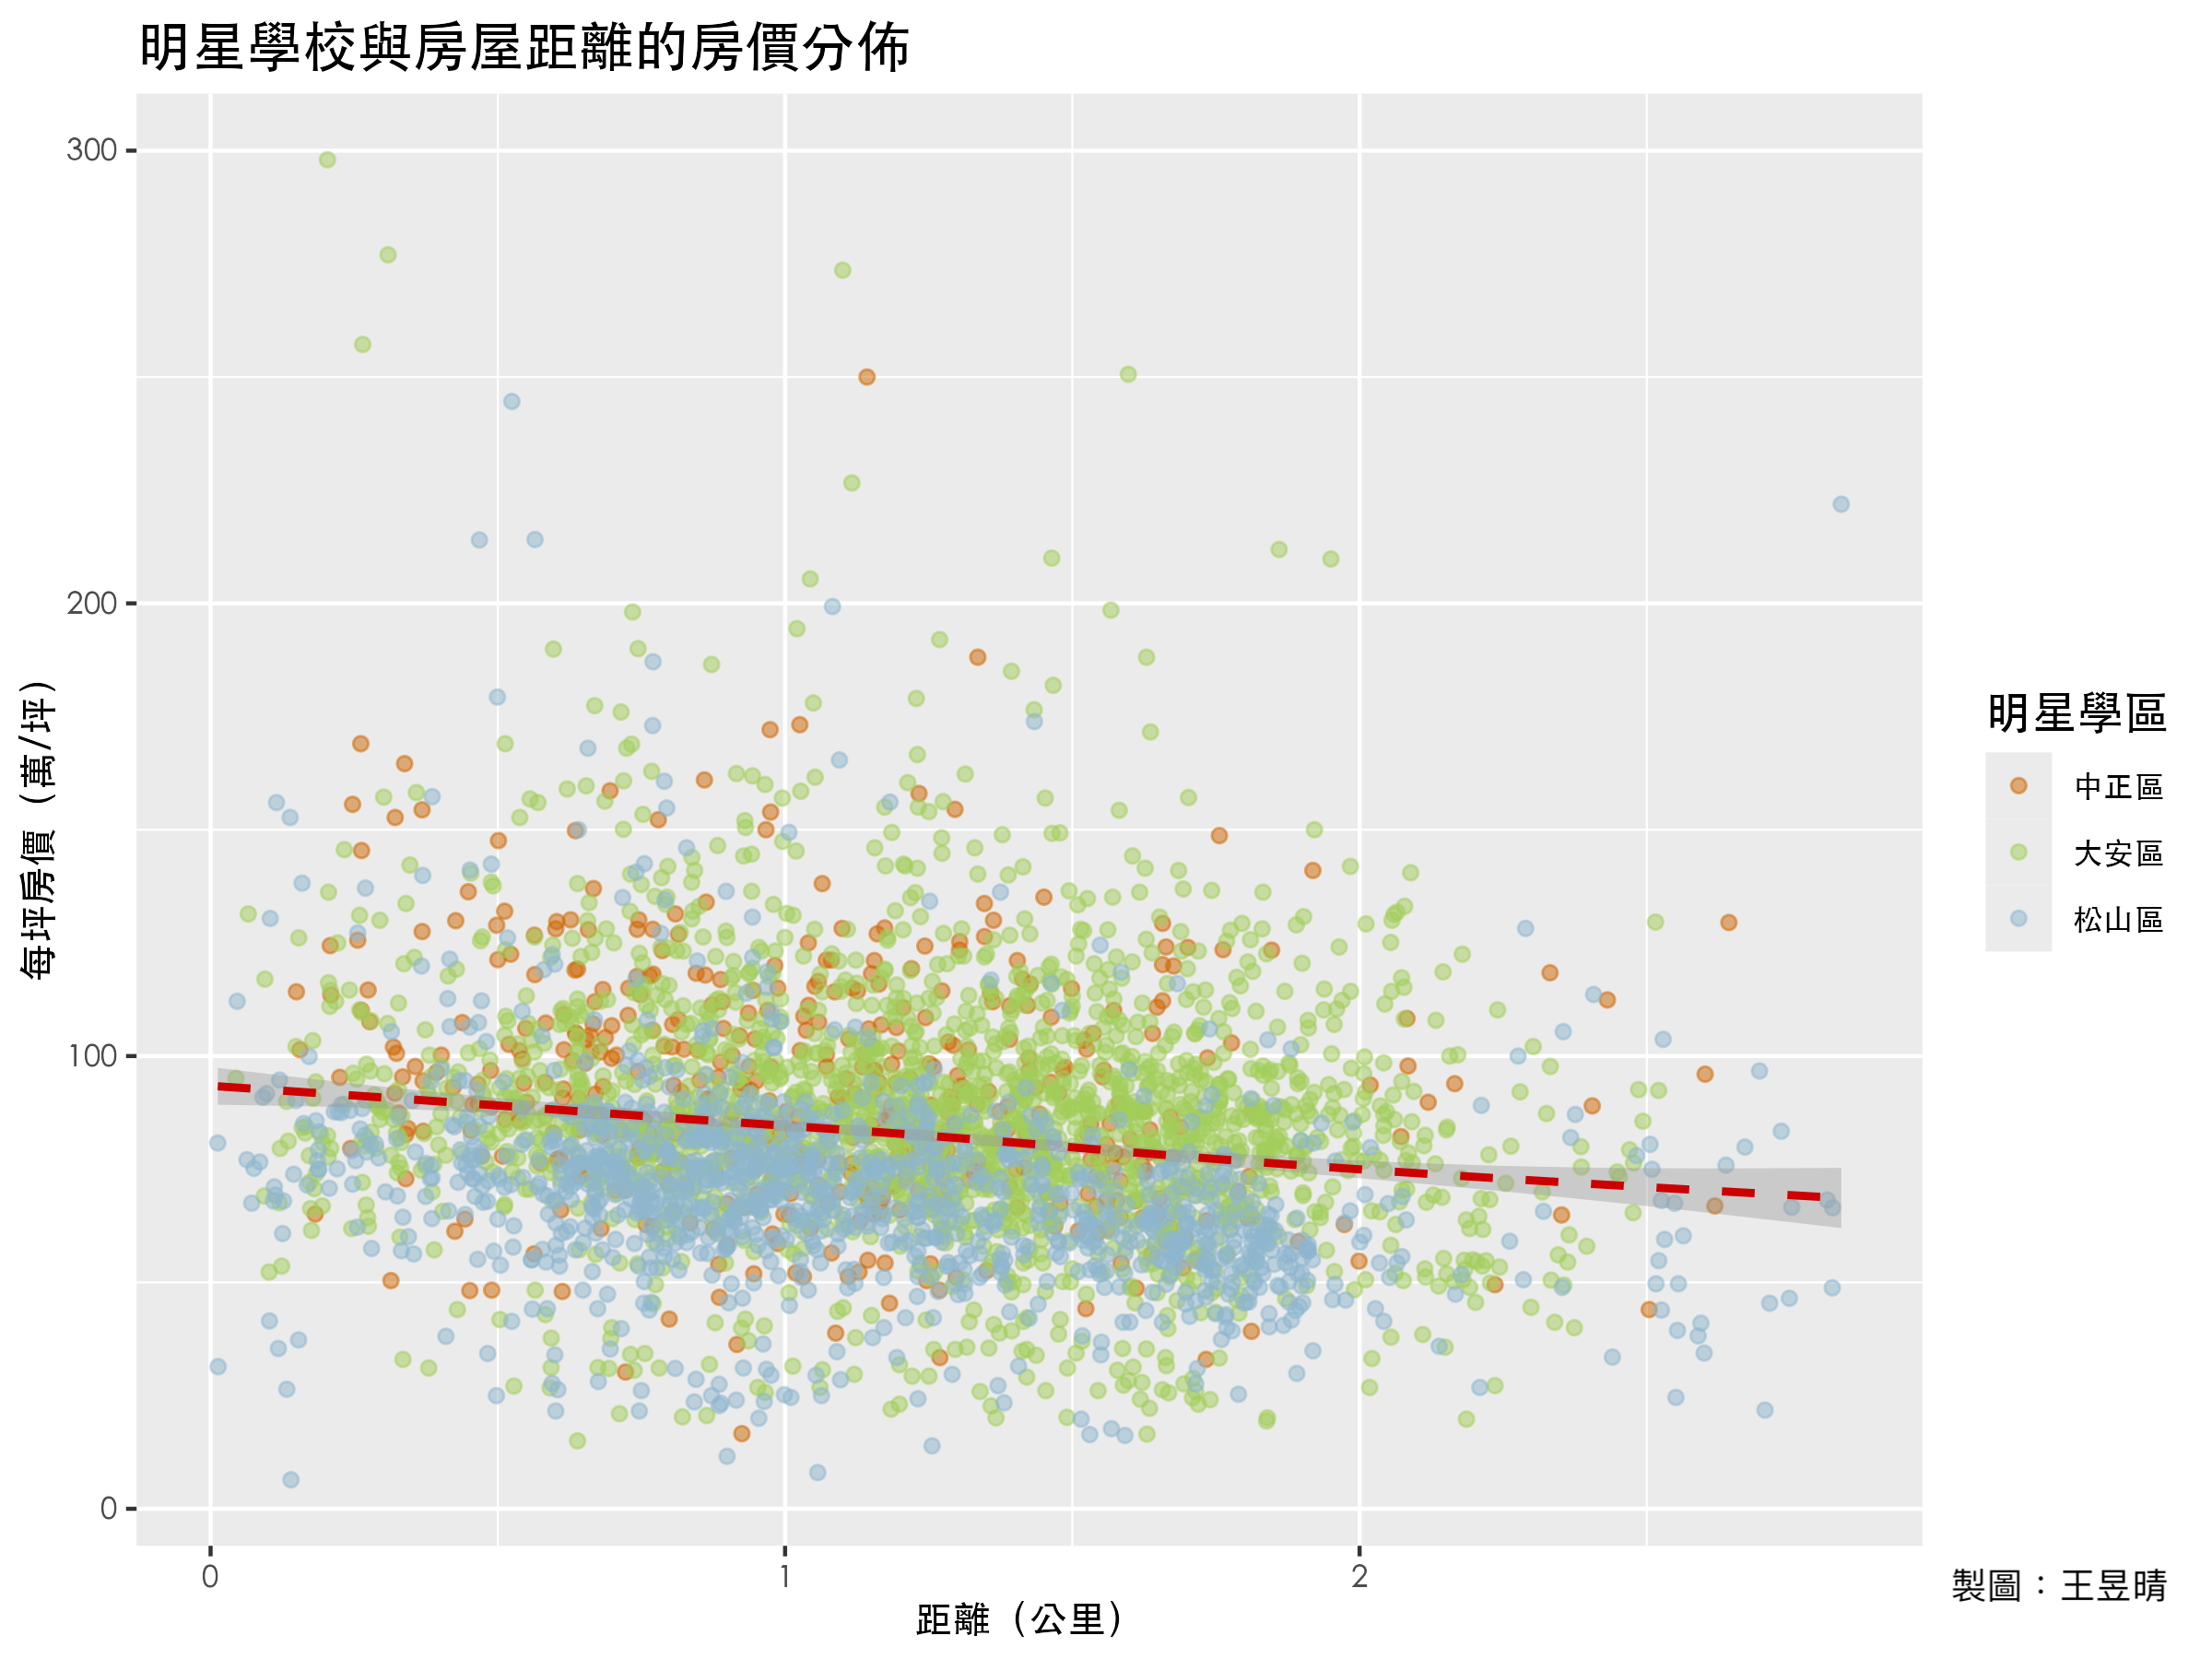 明星學校與房屋距離的房價分佈
每坪房價（萬/坪）
300
200
100
0
0
1
2
距離（公里）
明星學區
中正區
大安區
松山區
製圖：王昱晴